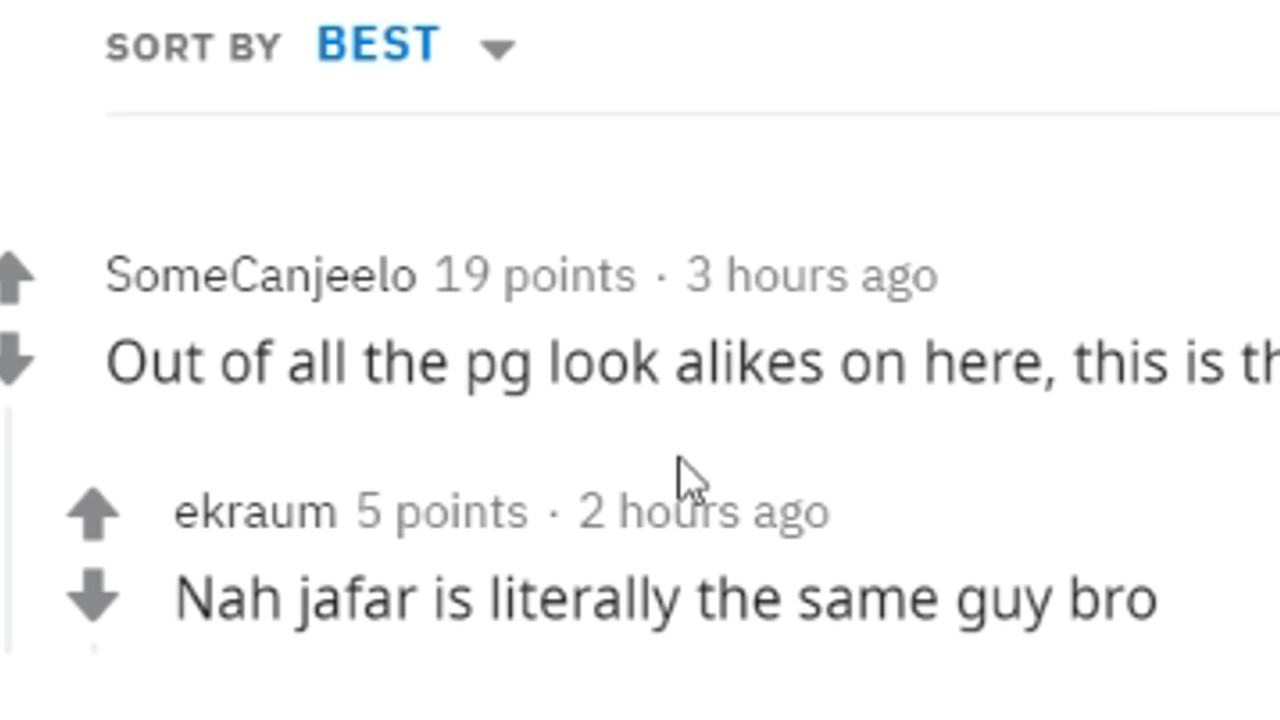 SORT BY BEST
SomeCanjeelo 19 points · 3 hours ago
Out of all the pg look alikes on here, this is
ekraum 5 points · 2 hours ago
Nah jafar is literally the same guy bro